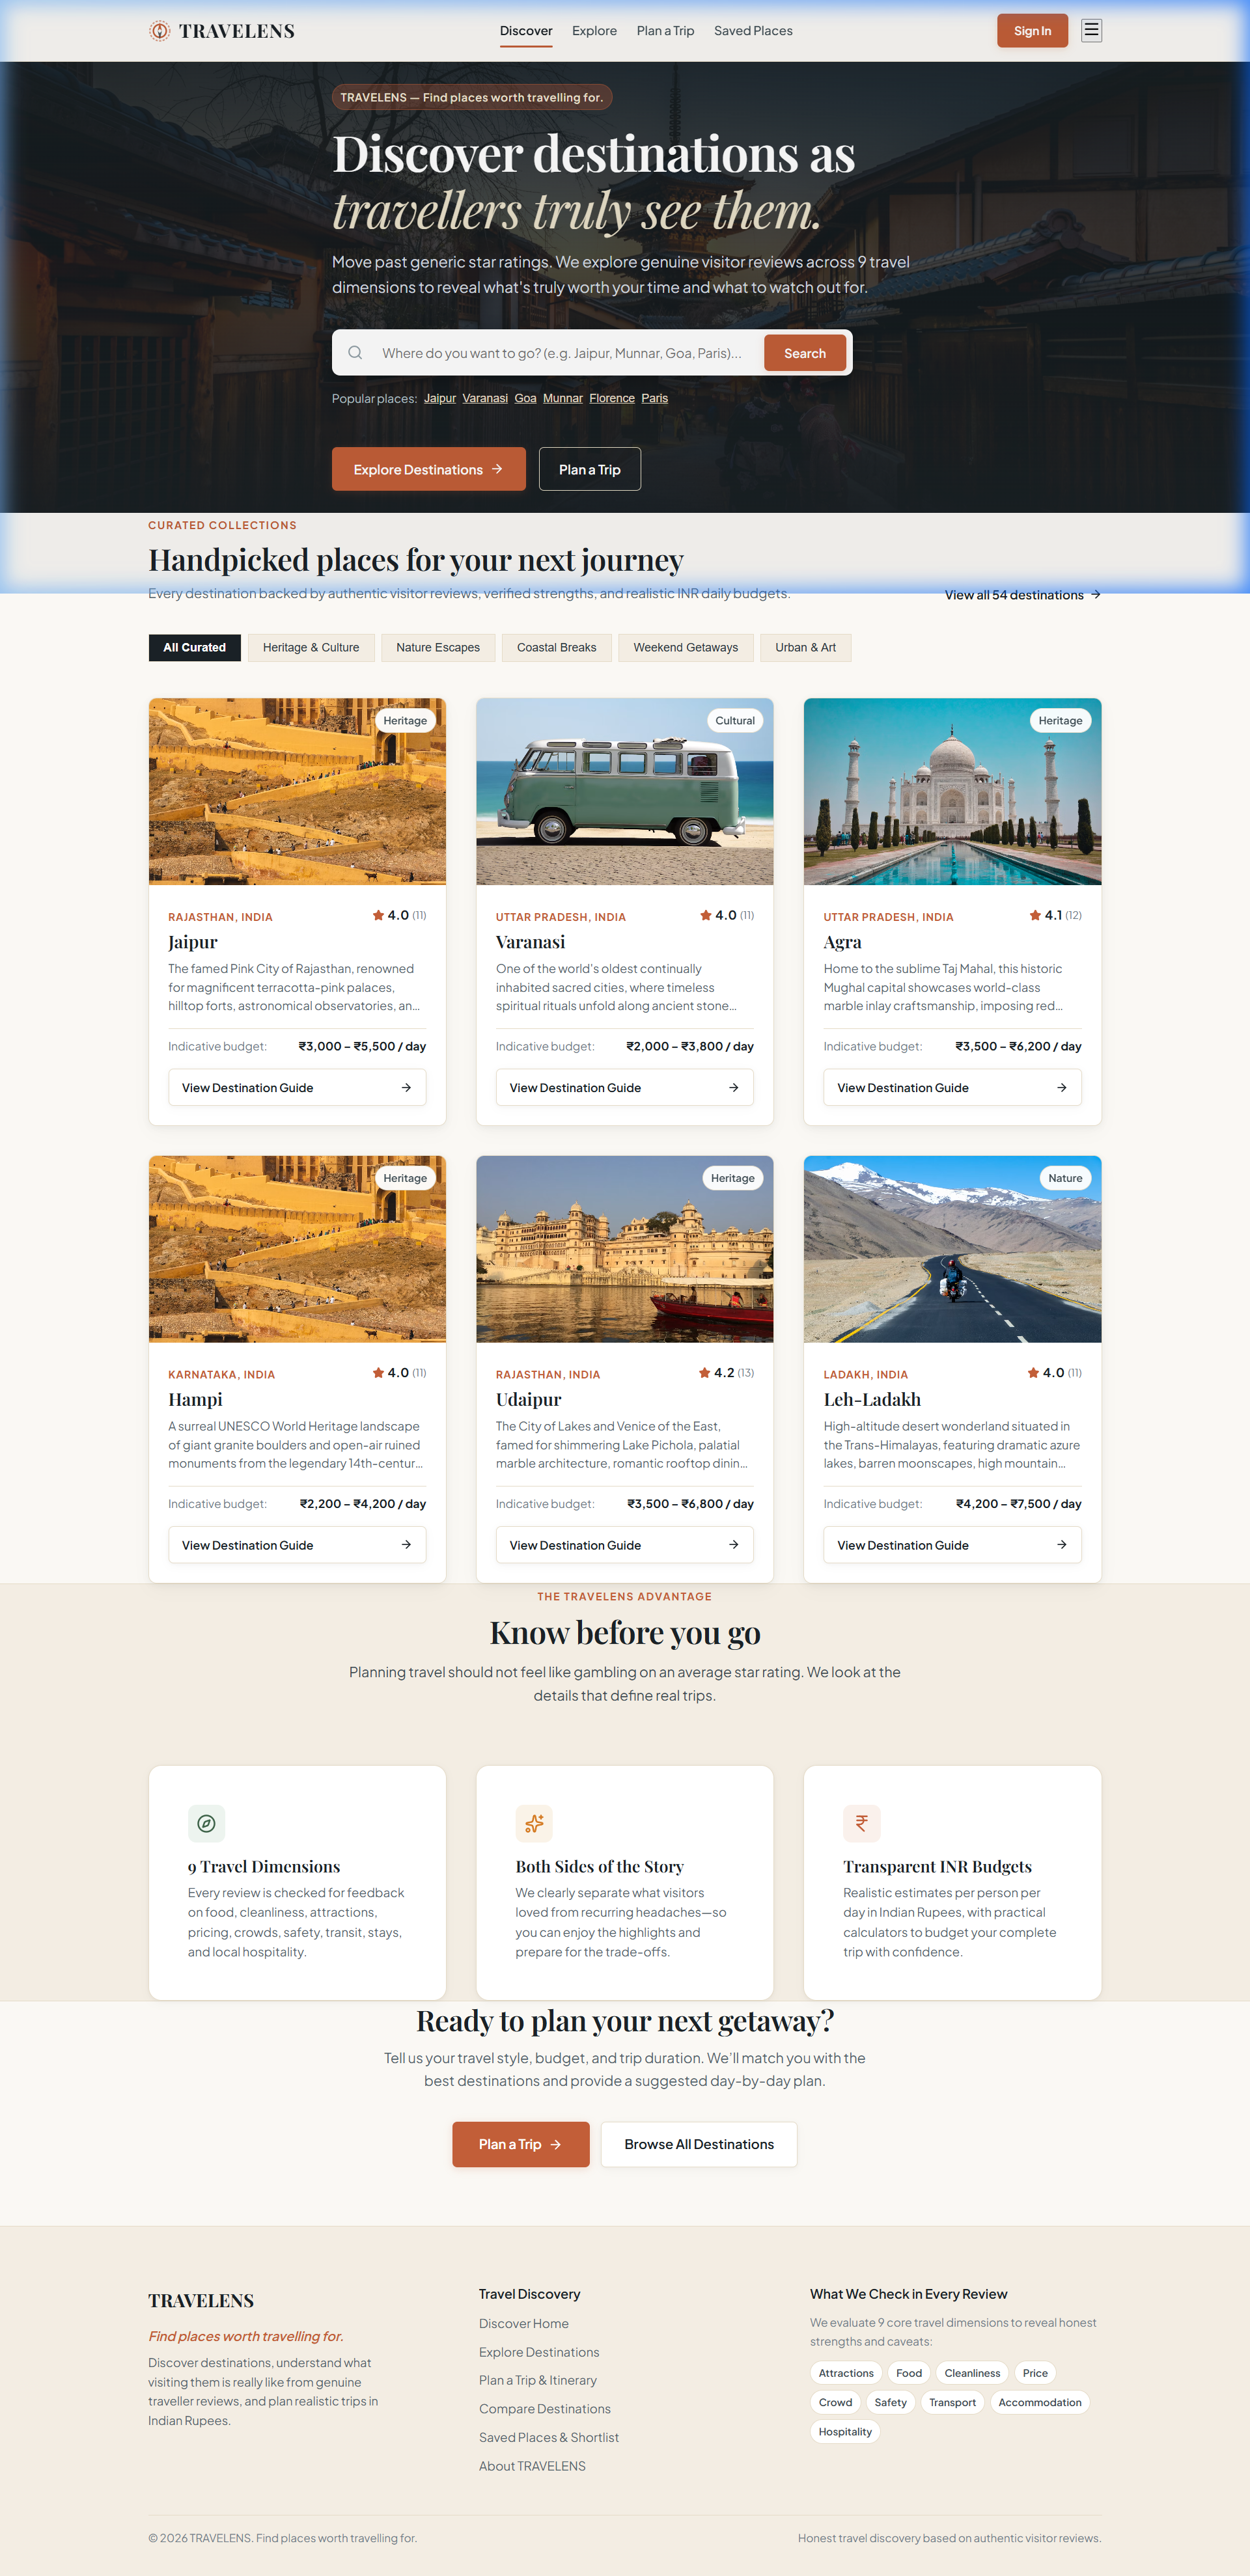 TRAVELENS
Discover Explore Plan a Trip Saved Places
Sign In
TRAVELENS — Find places worth travelling for.
Discover destinations as
travellers truly see them.
Move past generic star ratings. We explore genuine visitor reviews across 9 travel
dimensions to reveal what's truly worth your time and what to watch out for.
Where do you want to go? (e.g. Jaipur, Munnar, Goa, Paris)...
Search
Popular places: Jaipur Varanasi Goa Munnar Florence Paris
Explore Destinations →
Plan a Trip
CURATED COLLECTIONS
Handpicked places for your next journey
Every destination backed by authentic visitor reviews, verified strengths, and realistic INR daily budgets.
View all 54 destinations →
All Curated
Heritage & Culture
Nature Escapes
Coastal Breaks
Weekend Getaways
Urban & Art
Heritage
RAJASTHAN, INDIA
★ 4.0 (11)
Jaipur
The famed Pink City of Rajasthan, renowned
for magnificent terracotta-pink palaces,
hilltop forts, astronomical observatories, an...
Indicative budget: ₹3,000 – ₹5,500 / day
View Destination Guide →
Cultural
UTTAR PRADESH, INDIA
★ 4.0 (11)
Varanasi
One of the world's oldest continually
inhabited sacred cities, where timeless
spiritual rituals unfold along ancient stone...
Indicative budget: ₹2,000 – ₹3,800 / day
View Destination Guide →
Heritage
UTTAR PRADESH, INDIA
★ 4.1 (12)
Agra
Home to the sublime Taj Mahal, this historic
Mughal capital showcases world-class
marble inlay craftsmanship, imposing red...
Indicative budget: ₹3,500 – ₹6,200 / day
View Destination Guide →
Heritage
KARNATAKA, INDIA
★ 4.0 (11)
Hampi
A surreal UNESCO World Heritage landscape
of giant granite boulders and open-air ruined
monuments from the legendary 14th-centur...
Indicative budget: ₹2,200 – ₹4,200 / day
View Destination Guide →
Heritage
RAJASTHAN, INDIA
★ 4.2 (13)
Udaipur
The City of Lakes and Venice of the East,
famed for shimmering Lake Pichola, palatial
marble architecture, romantic rooftop dinin...
Indicative budget: ₹3,500 – ₹6,800 / day
View Destination Guide →
Nature
LADAKH, INDIA
★ 4.0 (11)
Leh-Ladakh
High-altitude desert wonderland situated in
the Trans-Himalayas, featuring dramatic azure
lakes, barren moonscapes, high mountain...
Indicative budget: ₹4,200 – ₹7,500 / day
View Destination Guide →
THE TRAVELENS ADVANTAGE
Know before you go
Planning travel should not feel like gambling on an average star rating. We look at the
details that define real trips.
9 Travel Dimensions
Every review is checked for feedback
on food, cleanliness, attractions,
pricing, crowds, safety, transit, stays,
and local hospitality.
Both Sides of the Story
We clearly separate what visitors
loved from recurring headaches—so
you can enjoy the highlights and
prepare for the trade-offs.
₹
Transparent INR Budgets
Realistic estimates per person per
day in Indian Rupees, with practical
calculators to budget your complete
trip with confidence.
Ready to plan your next getaway?
Tell us your travel style, budget, and trip duration. We'll match you with the
best destinations and provide a suggested day-by-day plan.
Plan a Trip →
Browse All Destinations
TRAVELENS
Find places worth travelling for.
Discover destinations, understand what
visiting them is really like from genuine
traveller reviews, and plan realistic trips in
Indian Rupees.
Travel Discovery
Discover Home
Explore Destinations
Plan a Trip & Itinerary
Compare Destinations
Saved Places & Shortlist
About TRAVELENS
What We Check in Every Review
We evaluate 9 core travel dimensions to reveal honest
strengths and caveats:
Attractions Food Cleanliness Price
Crowd Safety Transport Accommodation
Hospitality
© 2026 TRAVELENS. Find places worth travelling for.
Honest travel discovery based on authentic visitor reviews.